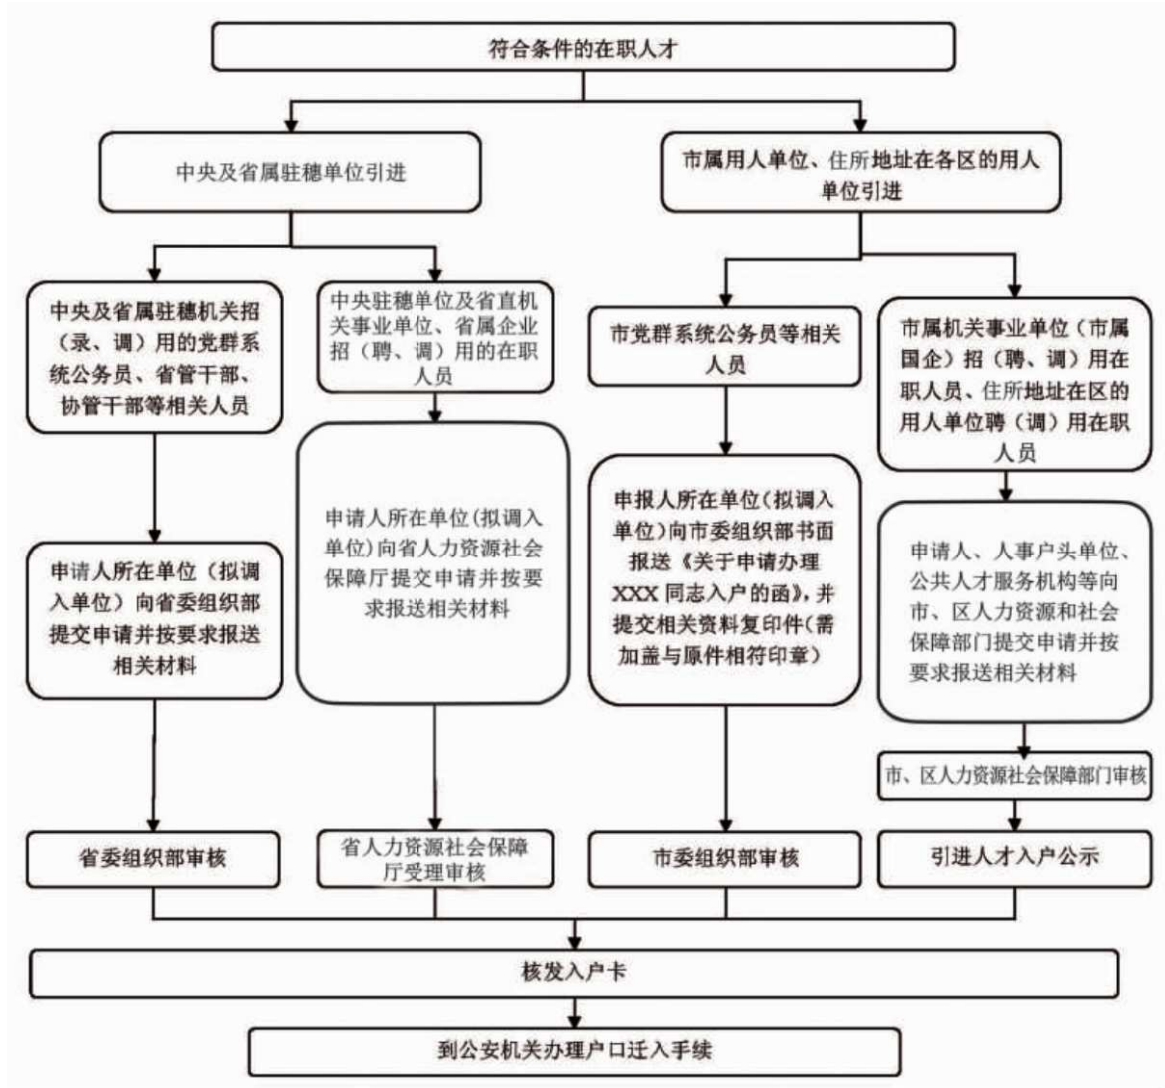 符合条件的在职人才
中央及省属驻穗单位引进
市属用人单位、住所地址在各区的用人
单位引进
中央及省属驻穗机关招
（录、调）用的党群系
统公务员、省管干部、
协管干部等相关人员
中央驻穗单位及省直机
关事业单位、省属企业
招（聘、调）用的在职
人员
市党群系统公务员等相关
人员
市属机关事业单位（市属
国企）招（聘、调）用在
职人员、住所地址在区的
用人单位聘（调）用在职
人员
申请人所在单位（拟调
入单位）向省委组织部
提交申请并按要求报送
相关材料
申请人所在单位(拟调入
单位)向省人力资源社会
保障厅提交申请并按要
求报送相关材料
申报人所在单位(拟调入
单位)向市委组织部书面
报送《关于申请办理
XXX 同志入户的函》，并
提交相关资料复印件(需
加盖与原件相符印章)
申请人、人事户头单位、
公共人才服务机构等向
市、区人力资源和社会
保障部门提交申请并按
要求报送相关材料
市、区人力资源社会保障部门审核
省委组织部审核
省人力资源社会保障
厅受理审核
市委组织部审核
引进人才入户公示
核发入户卡
到公安机关办理户口迁入手续